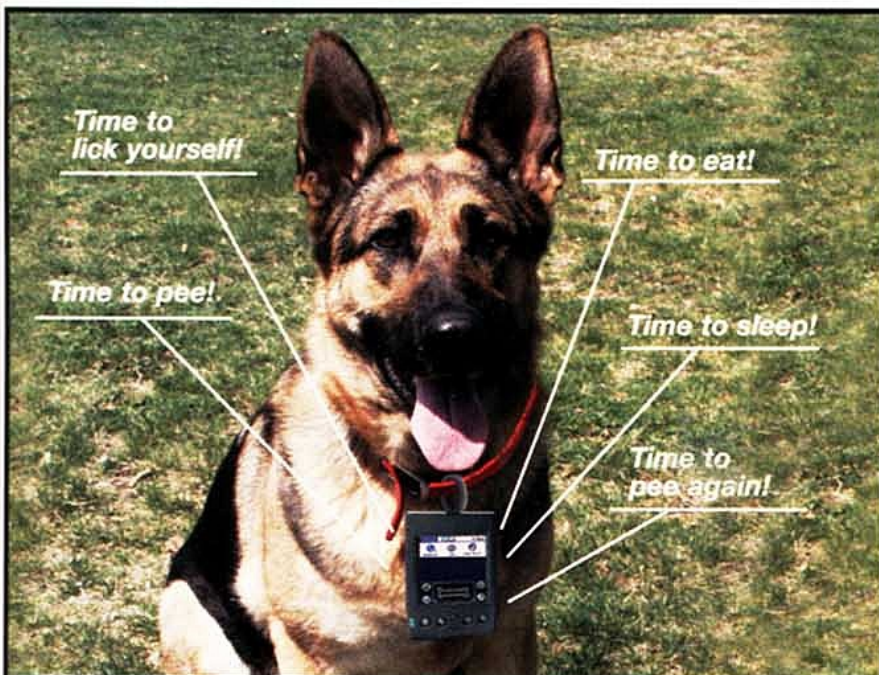 Time to
lick yourself!
Time to eat!
Time to pee!
Time to sleep!
Time to
pee again!